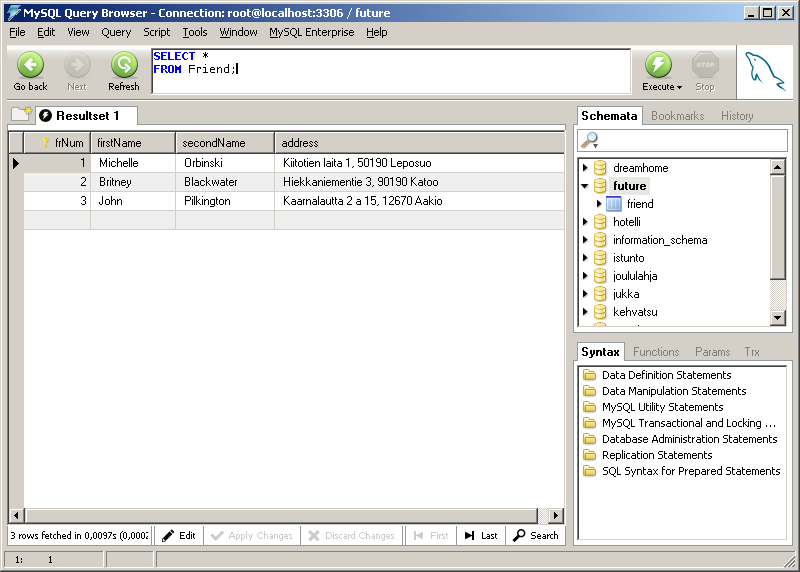 MySQL Query Browser - Connection: root@localhost:3306 / future
File Edit View Query Script Tools Window MySQL Enterprise Help
Go back Next Refresh
SELECT *
FROM Friend;
Execute Stop
STOP
Resultset 1
frNum firstName secondName address
1 Michelle Orbinski Kiitotien laita 1, 50190 Leposuo
2 Britney Blackwater Hiekkaniementie 3, 90190 Katoo
3 John Pilkington Kaarnalautta 2 a 15, 12670 Aakio
3 rows fetched in 0,0097s (0,0002
Edit Apply Changes Discard Changes First Last Search
Schemata Bookmarks History
dreamhome
future
friend
hotelli
information_schema
istunto
joululahja
jukka
kehvatsu
Syntax Functions Params Trx
Data Definition Statements
Data Manipulation Statements
MySQL Utility Statements
MySQL Transactional and Locking ...
Database Administration Statements
Replication Statements
SQL Syntax for Prepared Statements
1: 1